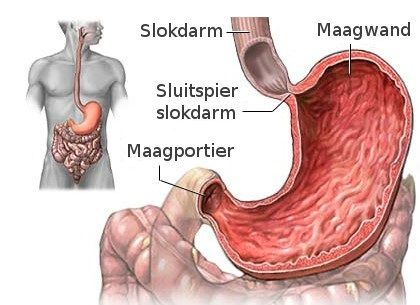 Slokdarm
Maagwand
Sluitspier
slokdarm
Maagportier